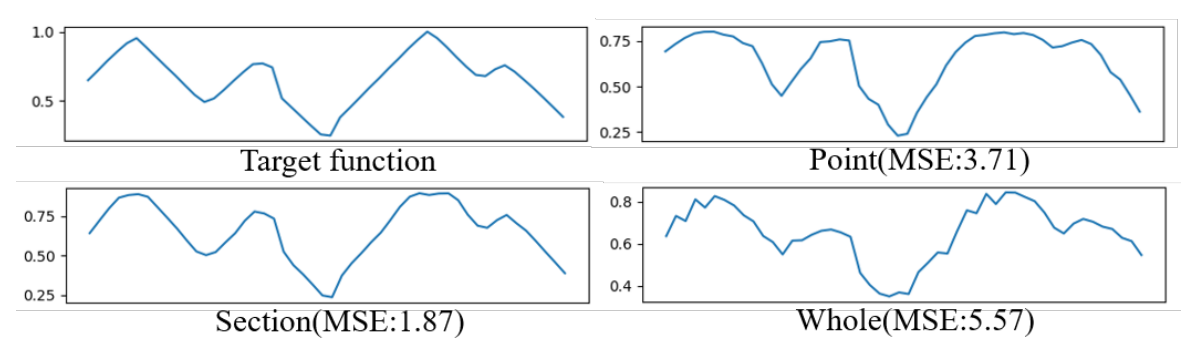 1.0
0.5
Target function
0.75
0.50
0.25
Point(MSE:3.71)
0.75
0.50
0.25
Section(MSE:1.87)
0.8
0.6
0.4
Whole(MSE:5.57)